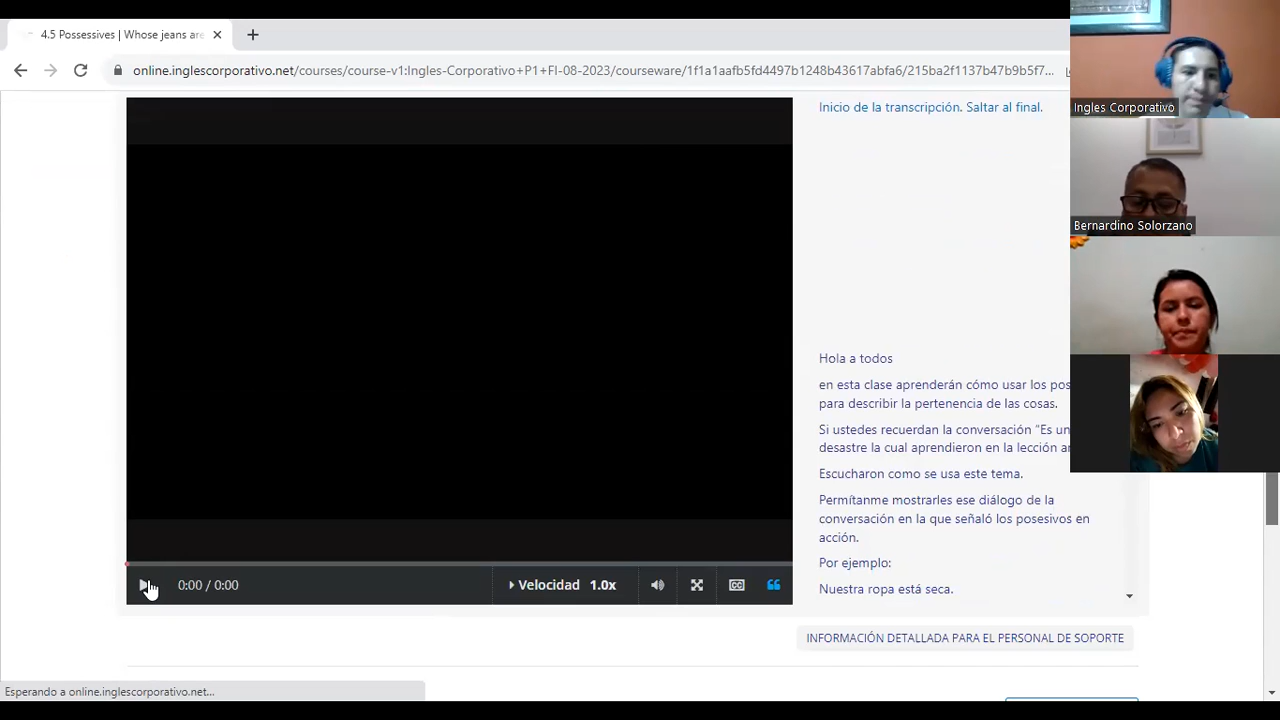 4.5 Possessives | Whose jeans are
online.inglescorporativo.net/courses/course-v1:Ingles-Corporativo+P1+FI-08-2023/courseware/1f1a1aafb5fd4497b1248b43617abfa6/215ba2f1137b47b9b5f7...
Ingles Corporativo
Inicio de la transcripción. Saltar al final.
Bernardino Solorzano
Hola a todos
en esta clase aprenderán cómo usar los pos
para describir la pertenencia de las cosas.
Si ustedes recuerdan la conversación "Es un
desastre la cual aprendieron en la lección an
Escucharon como se usa este tema.
Permítanme mostrarles ese diálogo de la
conversación en la que señaló los posesivos en
acción.
Por ejemplo:
Nuestra ropa está seca.
0:00 / 0:00
Velocidad 1.0x
CC
INFORMACIÓN DETALLADA PARA EL PERSONAL DE SOPORTE
Esperando a online.inglescorporativo.net...